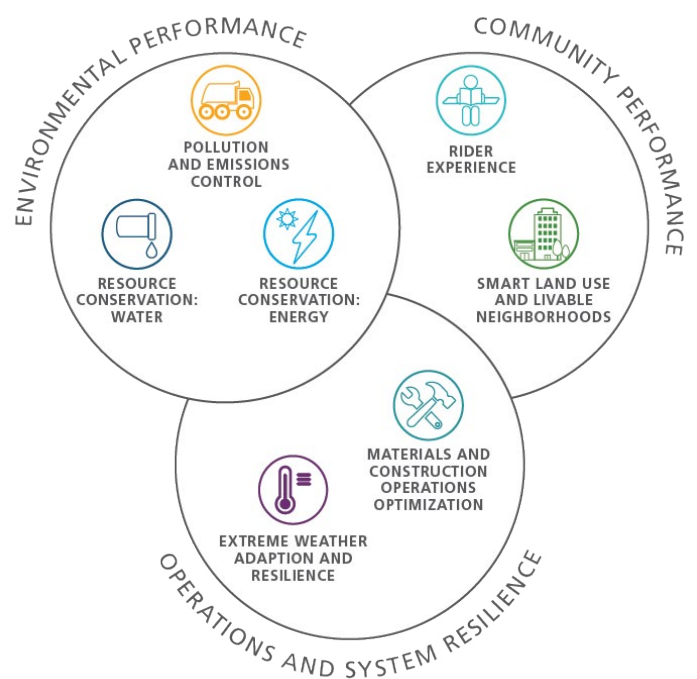 ENVIRONMENTAL PERFORMANCE
COMMUNITY PERFORMANCE
POLLUTION
AND EMISSIONS
CONTROL
RIDER
EXPERIENCE
RESOURCE
CONSERVATION:
WATER
RESOURCE
CONSERVATION:
ENERGY
SMART LAND USE
AND LIVABLE
NEIGHBORHOODS
MATERIALS AND
CONSTRUCTION
OPERATIONS
OPTIMIZATION
EXTREME WEATHER
ADAPTION AND
RESILIENCE
OPERATIONS AND SYSTEM RESILIENCE